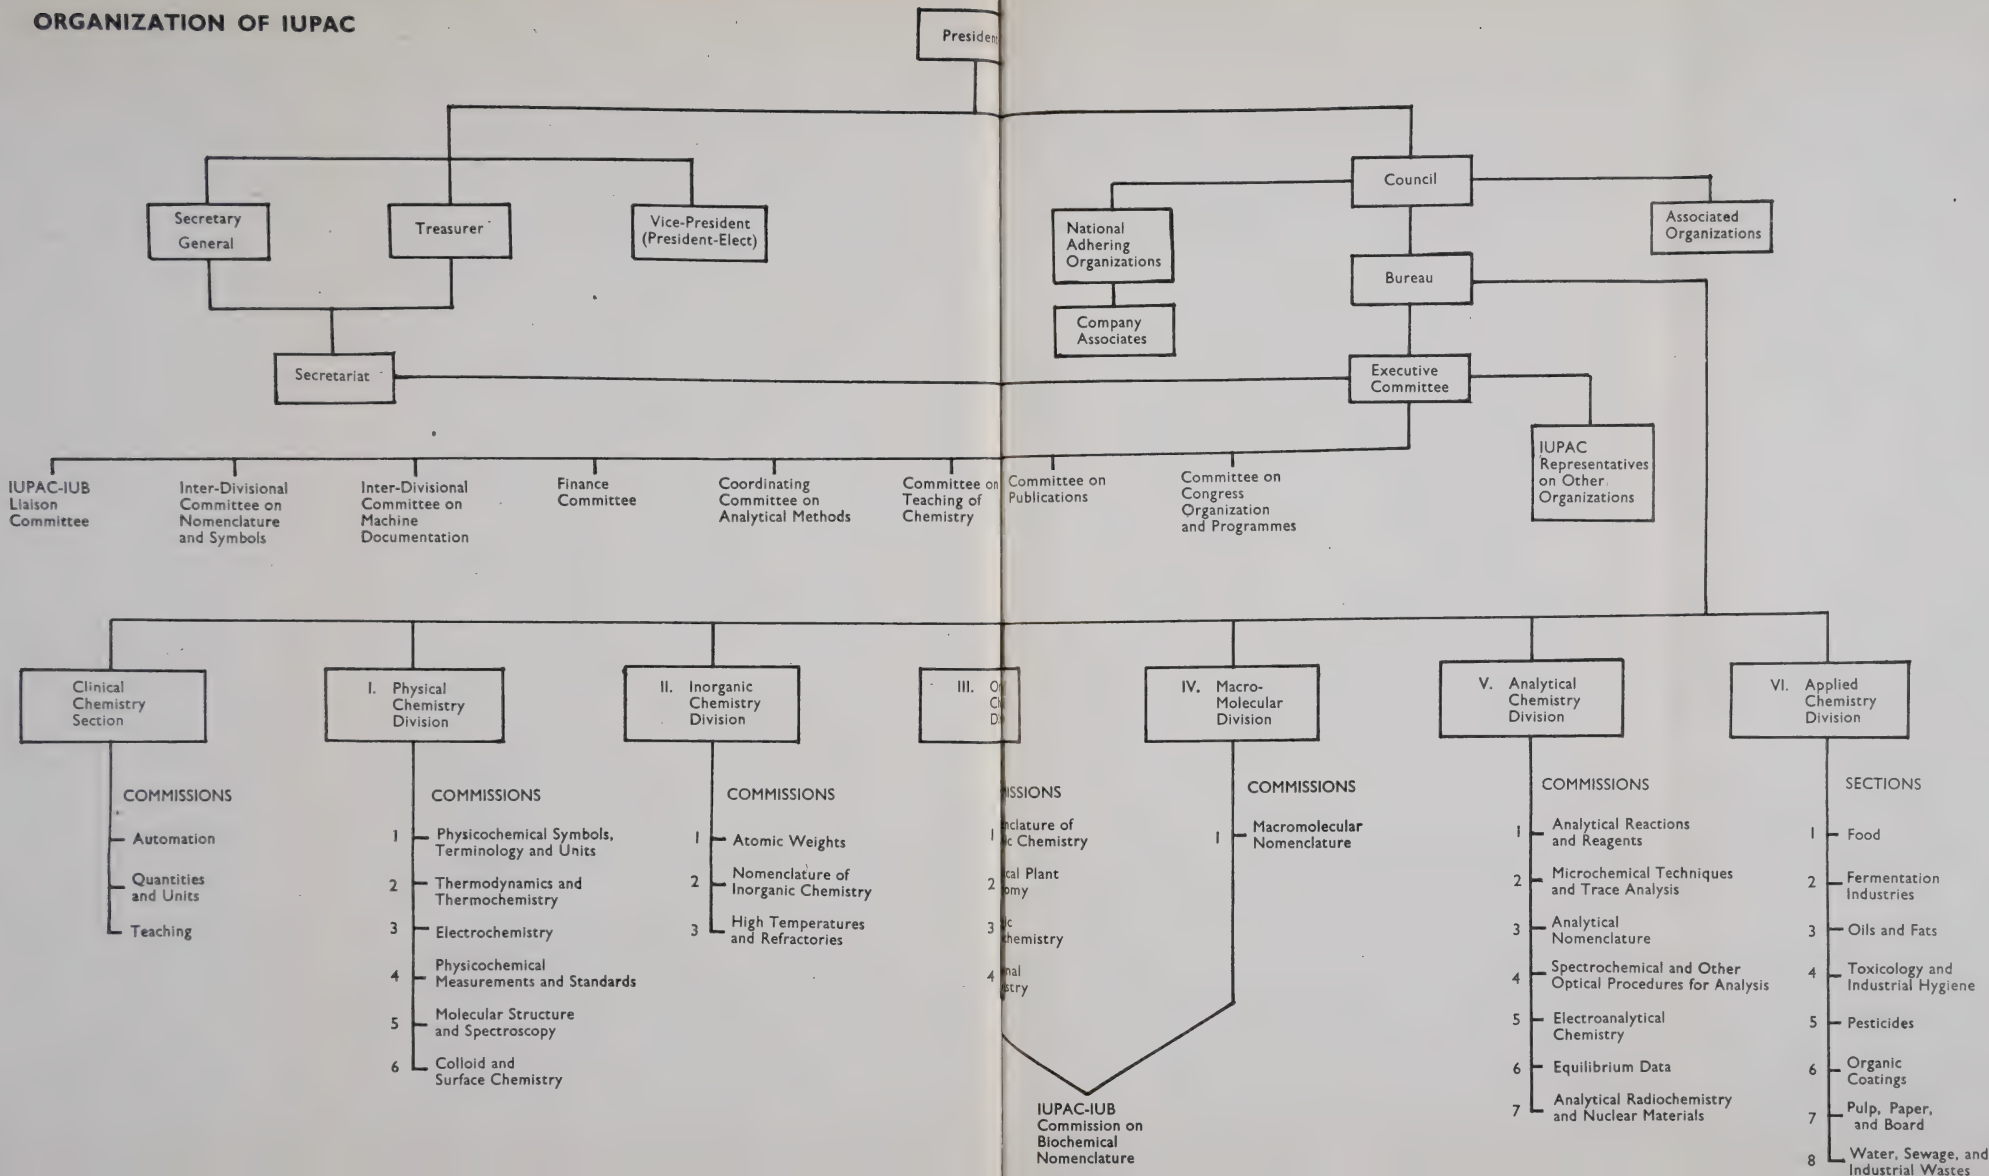 ORGANIZATION OF IUPAC
Secretary
General
Treasurer
Vice-President
(President-Elect)
Council
National
Adhering
Organizations
Associated
Organizations
Bureau
Company
Associates
Secretariat
Executive
Committee
IUPAC
Representatives
on Other
Organizations
IUPAC-IUB
Liaison
Committee
Inter-Divisional
Committee on
Nomenclature
and Symbols
Inter-Divisional
Committee on
Machine
Documentation
Finance
Committee
Coordinating
Committee on
Analytical Methods
Committee on
Teaching of
Chemistry
Committee on
Publications
Committee on
Congress
Organization
and Programmes
Clinical
Chemistry
Section
COMMISSIONS
Automation
Quantities
and Units
Teaching
I. Physical
Chemistry
Division
COMMISSIONS
1 Physicochemical Symbols,
Terminology and Units
2 Thermodynamics and
Thermochemistry
3 Electrochemistry
4 Physicochemical
Measurements and Standards
5 Molecular Structure
and Spectroscopy
6 Colloid and
Surface Chemistry
II. Inorganic
Chemistry
Division
COMMISSIONS
1 Atomic Weights
2 Nomenclature of
Inorganic Chemistry
3 High Temperatures
and Refractories
III.
1 of
Chemistry
2 Plant
3
4
IV. Macro-
Molecular
Division
COMMISSIONS
1 Macromolecular
Nomenclature
IUPAC-IUB
Commission on
Biochemical
Nomenclature
V. Analytical
Chemistry
Division
COMMISSIONS
1 Analytical Reactions
and Reagents
2 Microchemical Techniques
and Trace Analysis
3 Analytical
Nomenclature
4 Spectrochemical and Other
Optical Procedures for Analysis
5 Electroanalytical
Chemistry
6 Equilibrium Data
7 Analytical Radiochemistry
and Nuclear Materials
VI. Applied
Chemistry
Division
SECTIONS
1 Food
2 Fermentation
Industries
3 Oils and Fats
4 Toxicology and
Industrial Hygiene
5 Pesticides
6 Organic
Coatings
7 Pulp, Paper,
and Board
8 Water, Sewage, and
Industrial Wastes